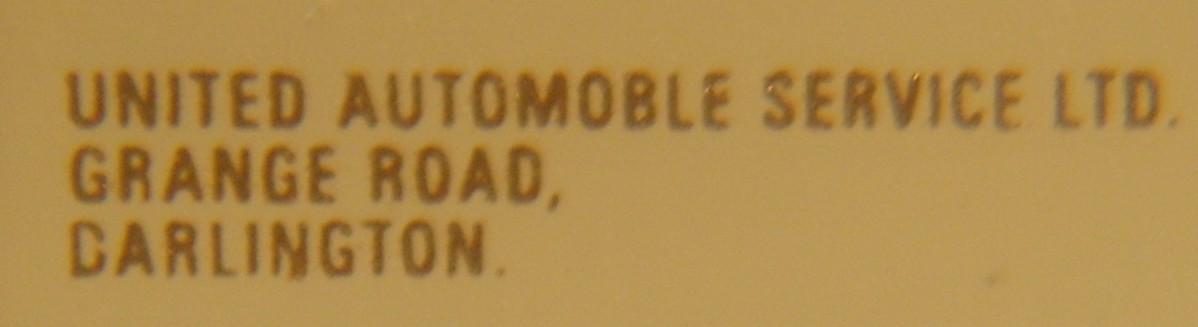 UNITED AUTOMOBLE SERVICE LTD.
GRANGE ROAD,
DARLINGTON.